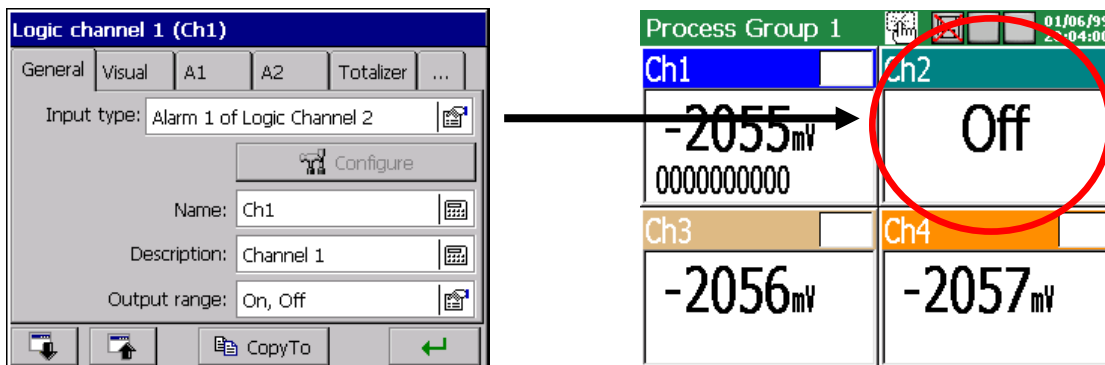 Logic channel 1 (Ch1)
General Visual A1 A2 Totalizer ...
Input type: Alarm 1 of Logic Channel 2
Configure
Name: Ch1
Description: Channel 1
Output range: On, Off
CopyTo
Process Group 1
01/06/99
Ch1
-2055mV
0000000000
Ch2
Off
Ch3
-2056mV
Ch4
-2057mV